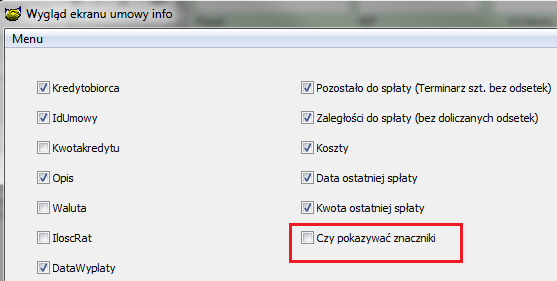 Wygląd ekranu umowy info
Menu
Kredytobiorca
IdUmowy
Kwotakredytu
Opis
Waluta
IloscRat
DataWyplaty
Pozostało do spłaty (Terminarz szt. bez odsetek)
Zaległości do spłaty (bez doliczanych odsetek)
Koszty
Data ostatniej spłaty
Kwota ostatniej spłaty
Czy pokazywać znaczniki